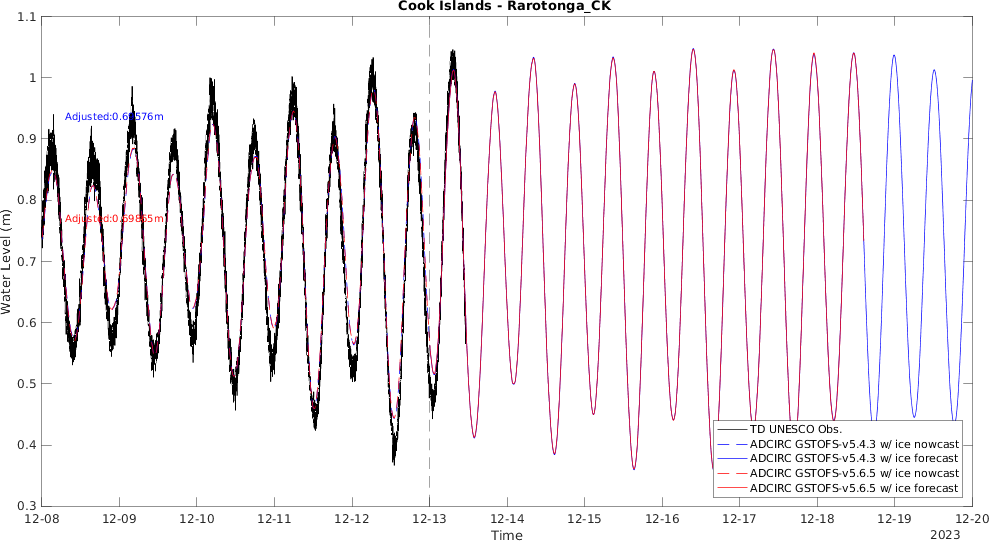 Cook Islands - Rarotonga_CK
1.1
1
0.9
0.8
0.7
0.6
0.5
0.4
0.3
Water Level (m)
TD UNESCO Obs.
ADCIRC GSTOFS-v5.4.3 w/ ice nowcast
ADCIRC GSTOFS-v5.4.3 w/ ice forecast
ADCIRC GSTOFS-v5.6.5 w/ ice nowcast
ADCIRC GSTOFS-v5.6.5 w/ ice forecast
12-08 12-09 12-10 12-11 12-12 12-13 12-14 12-15 12-16 12-17 12-18 12-19 12-20
Time
2023